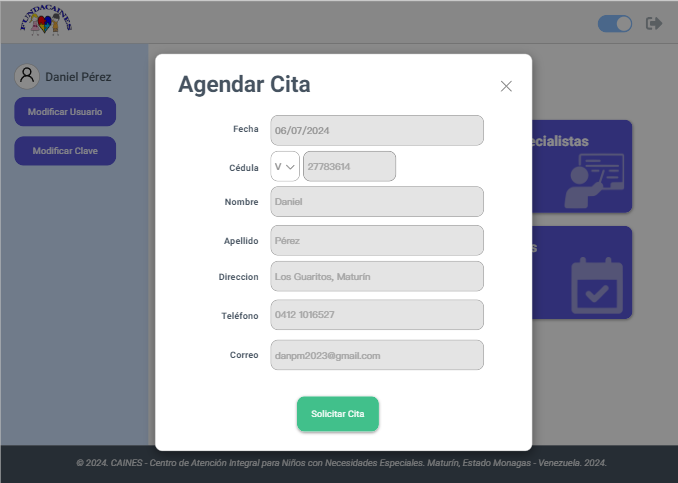 FUNDACAINES
Daniel Pérez
Modificar Usuario
Modificar Clave
Agendar Cita
Fecha 06/07/2024
Cédula V 27783614
Nombre Daniel
Apellido Pérez
Direccion Los Guaritos, Maturín
Teléfono 0412 1016527
Correo danpm2023@gmail.com
Solicitar Cita
ecialistas
s
© 2024. CAINES - Centro de Atención Integral para Niños con Necesidades Especiales. Maturín, Estado Monagas - Venezuela. 2024.